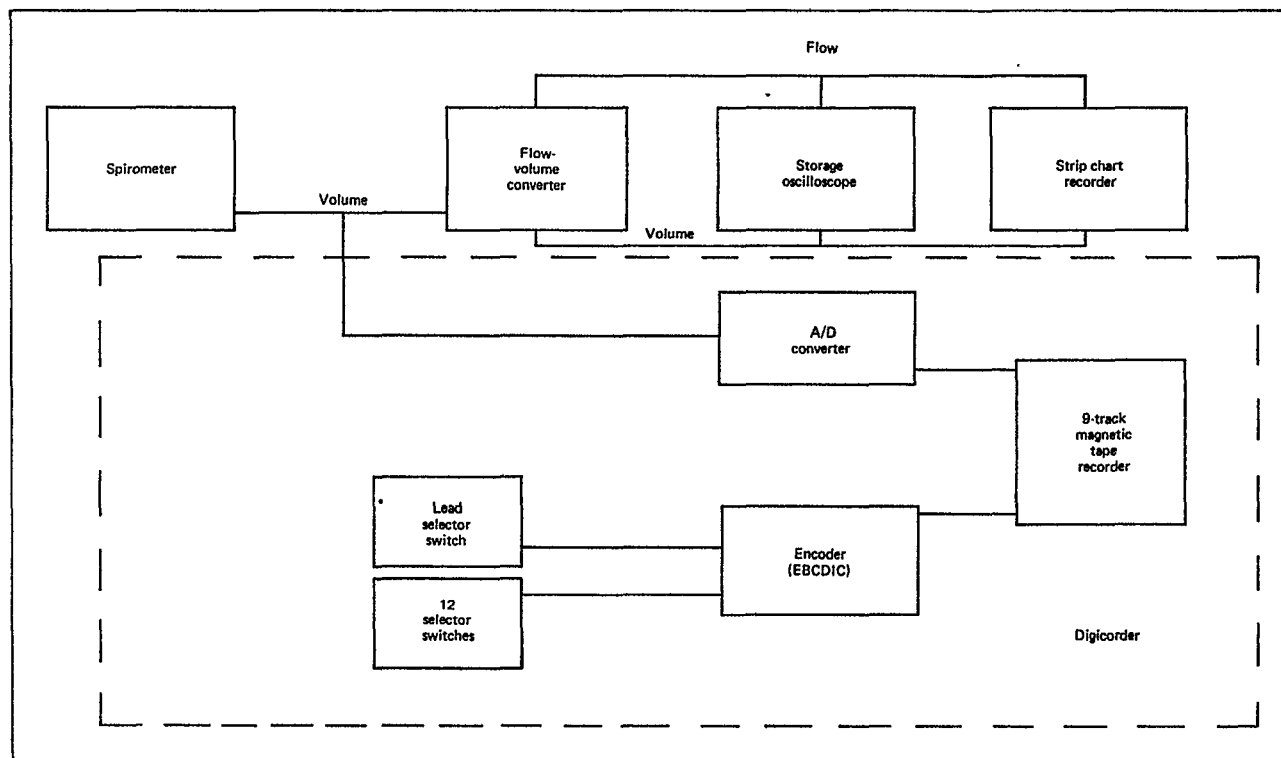 Flow
Spirometer
Flow-
volume
converter
Storage
oscilloscope
Strip chart
recorder
Volume
Volume
A/D
converter
9-track
magnetic
tape
recorder
Lead
selector
switch
Encoder
(EBCDIC)
12
selector
switches
Digicorder